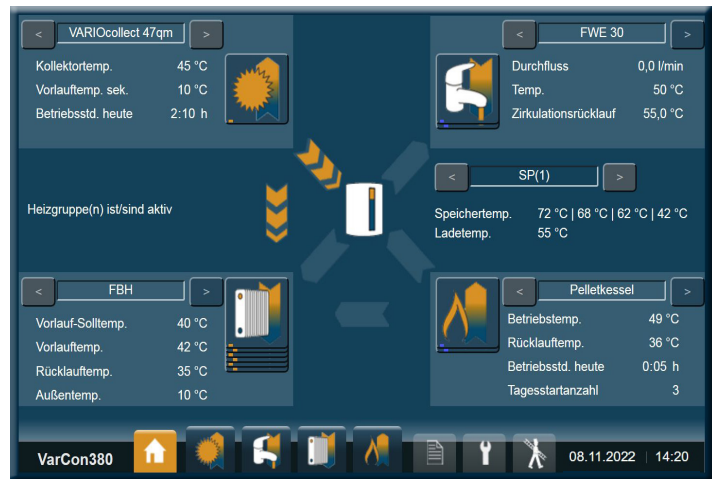 < VARIOcollect 47qm >
Kollektortemp. 45 °C
Vorlauftemp. sek. 10 °C
Betriebsstd. heute 2:10 h
< FWE 30 >
Durchfluss 0,0 l/min
Temp. 50 °C
Zirkulationsrücklauf 55,0 °C
Heizgruppe(n) ist/sind aktiv
< SP(1) >
Speichertemp. 72 °C | 68 °C | 62 °C | 42 °C
Ladetemp. 55 °C
< FBH >
Vorlauf-Solltemp. 40 °C
Vorlauftemp. 42 °C
Rücklauftemp. 35 °C
Außentemp. 10 °C
< Pelletkessel >
Betriebstemp. 49 °C
Rücklauftemp. 36 °C
Betriebsstd. heute 0:05 h
Tagesstartanzahl 3
VarCon380 08.11.2022 | 14:20